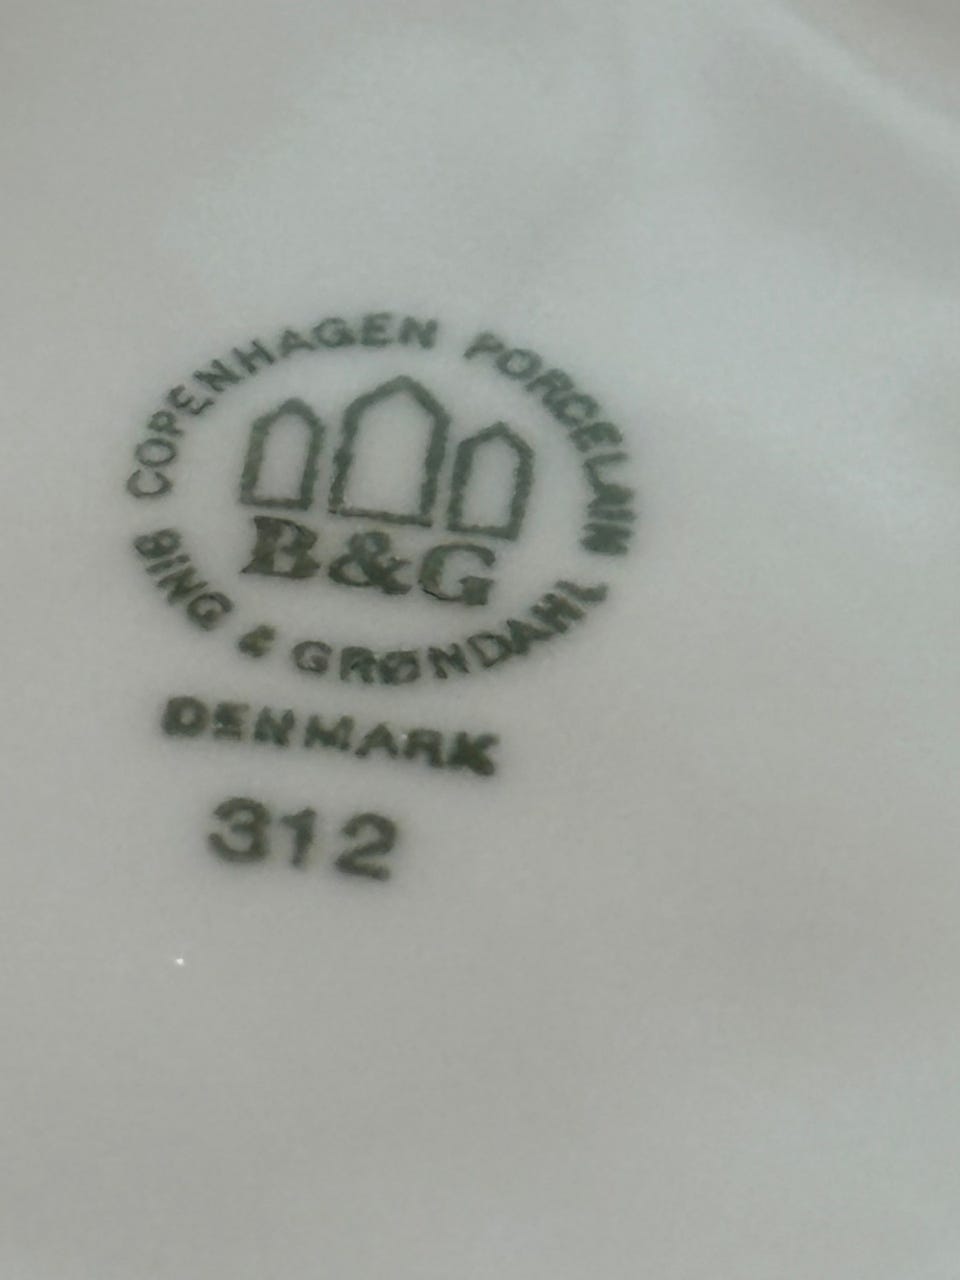 COPENHAGEN PORCELAIN
B&G
BING & GRØNDAHL
DENMARK
312